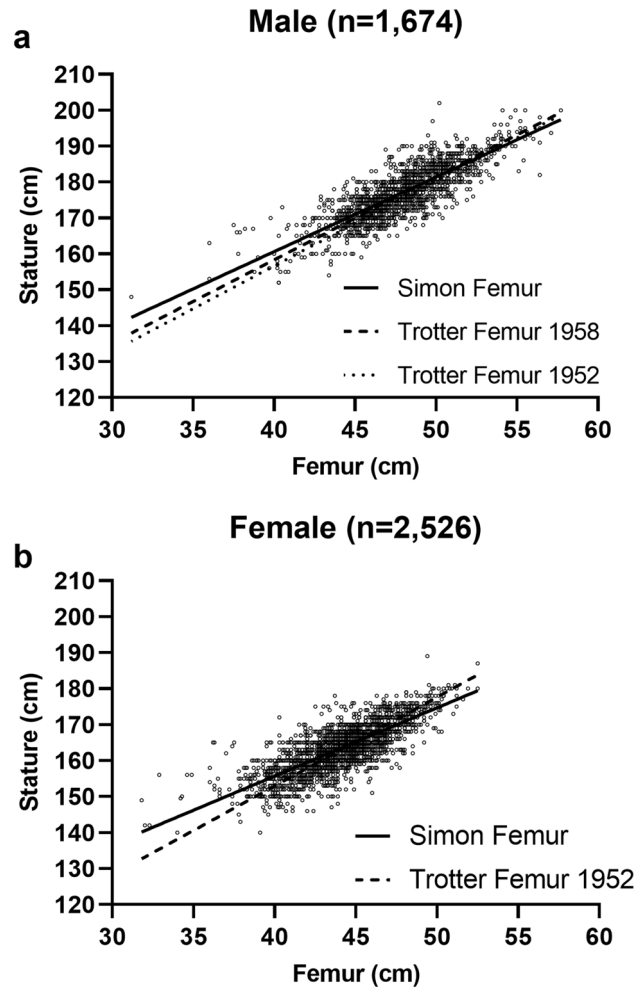 Male (n=1,674)
a
210
200
190
180
170
160
150
140
130
120
Stature (cm)
Simon Femur
Trotter Femur 1958
Trotter Femur 1952
30 35 40 45 50 55 60
Femur (cm)
Female (n=2,526)
b
210
200
190
180
170
160
150
140
130
120
Stature (cm)
Simon Femur
Trotter Femur 1952
30 35 40 45 50 55 60
Femur (cm)